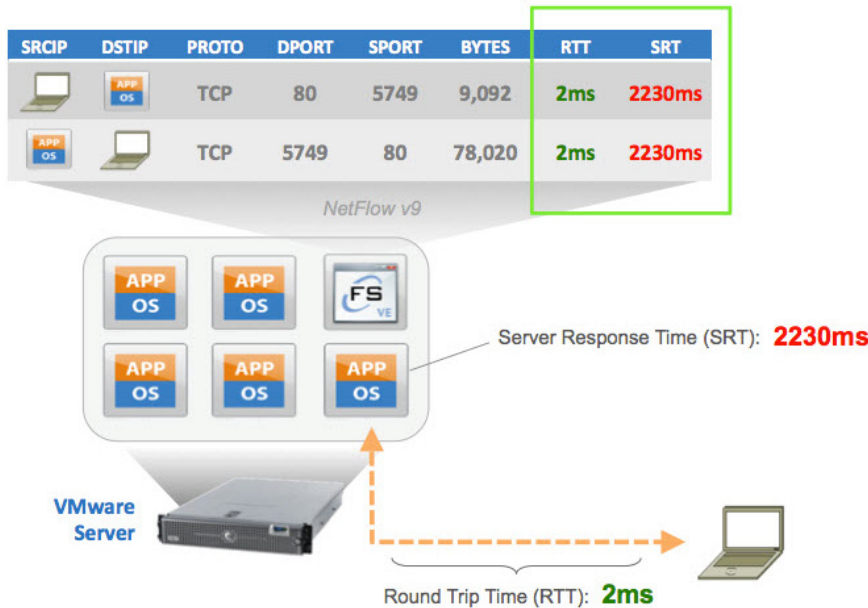 SRCIP DSTIP PROTO DPORT SPORT BYTES RTT SRT
APP OS TCP 80 5749 9,092 2ms 2230ms
APP OS TCP 5749 80 78,020 2ms 2230ms
NetFlow v9
APP OS APP OS FS VE
APP OS APP OS APP OS
Server Response Time (SRT): 2230ms
VMware
Server
Round Trip Time (RTT): 2ms